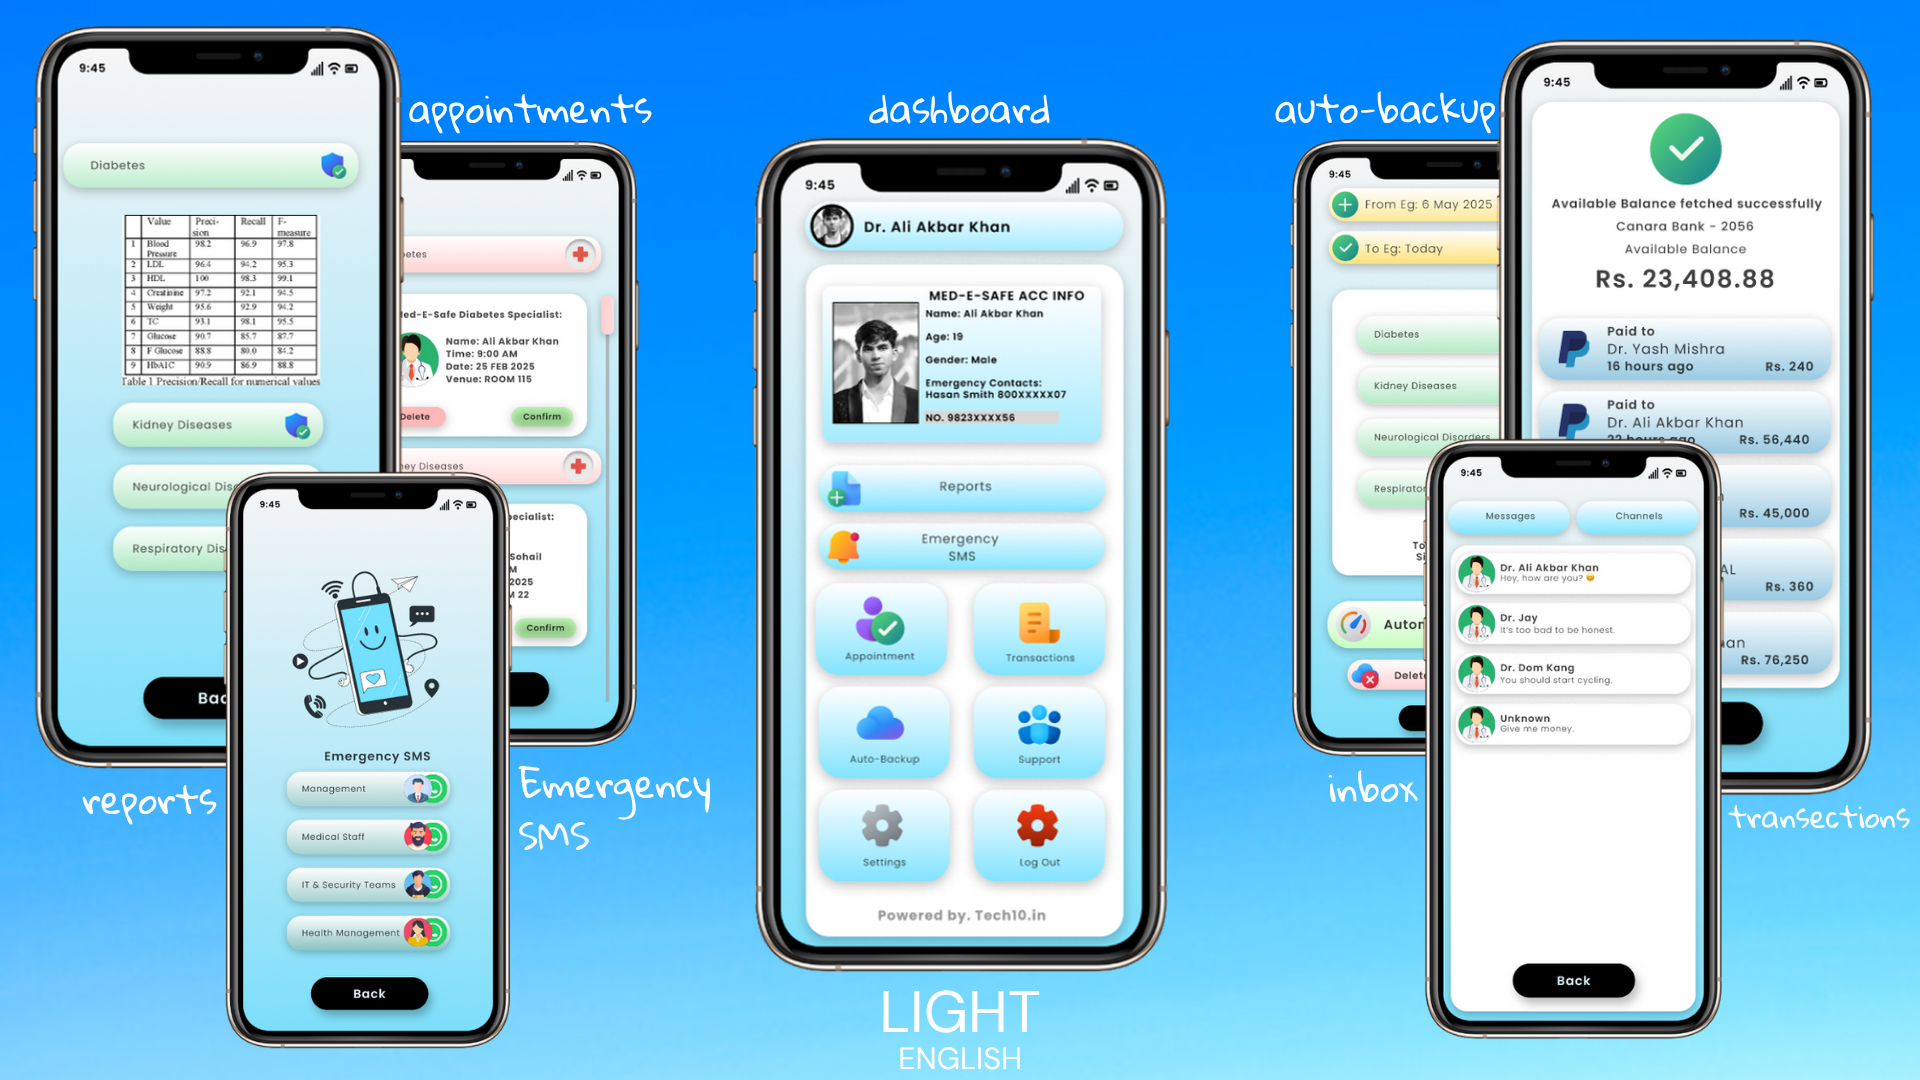 appointments
dashboard
auto-backup
reports
Emergency
SMS
inbox
transections
LIGHT
ENGLISH
9:45
Diabetes
Value Preci-sion Recall F-measure
1 Blood Pressure 98.2 96.9 97.8
2 LDL 96.4 94.2 95.3
3 HDL 100 98.3 99.1
4 Creatinine 97.2 92.1 94.5
5 Weight 95.6 92.9 94.2
6 TC 93.1 98.1 95.5
7 Glucose 90.7 85.7 87.7
8 F Glucose 88.8 80.0 84.2
9 HbAIC 90.9 86.9 88.8
Table 1 Precision/Recall for numerical values
Kidney Diseases
Neurological Dis
Respiratory Dis
Bac
etes
ed-E-Safe Diabetes Specialist:
Name: Ali Akbar Khan
Time: 9:00 AM
Date: 25 FEB 2025
Venue: ROOM 115
Delete
Confirm
ey Diseases
ecialist:
Sohail
M
2025
M 22
Confirm
9:45
Emergency SMS
Management
Medical Staff
IT & Security Teams
Health Management
Back
9:45
Dr. Ali Akbar Khan
MED-E-SAFE ACC INFO
Name: Ali Akbar Khan
Age: 19
Gender: Male
Emergency Contacts:
Hasan Smith 800XXXXX07
NO. 9823XXXX56
Reports
Emergency
SMS
Appointment
Transactions
Auto-Backup
Support
Settings
Log Out
Powered by. Tech10.in
9:45
From Eg: 6 May 2025
To Eg: Today
Diabetes
Kidney Diseases
Neurological Disorders
Respirator
To
Si
Auton
Delete
9:45
Available Balance fetched successfully
Canara Bank - 2056
Available Balance
Rs. 23,408.88
Paid to
Dr. Yash Mishra
16 hours ago
Rs. 240
Paid to
Dr. Ali Akbar Khan
22 hours ago
Rs. 56,440
Rs. 45,000
AL
Rs. 360
an
Rs. 76,250
9:45
Messages
Channels
Dr. Ali Akbar Khan
Hey, how are you? 😊
Dr. Jay
It's too bad to be honest.
Dr. Dom Kang
You should start cycling.
Unknown
Give me money.
Back